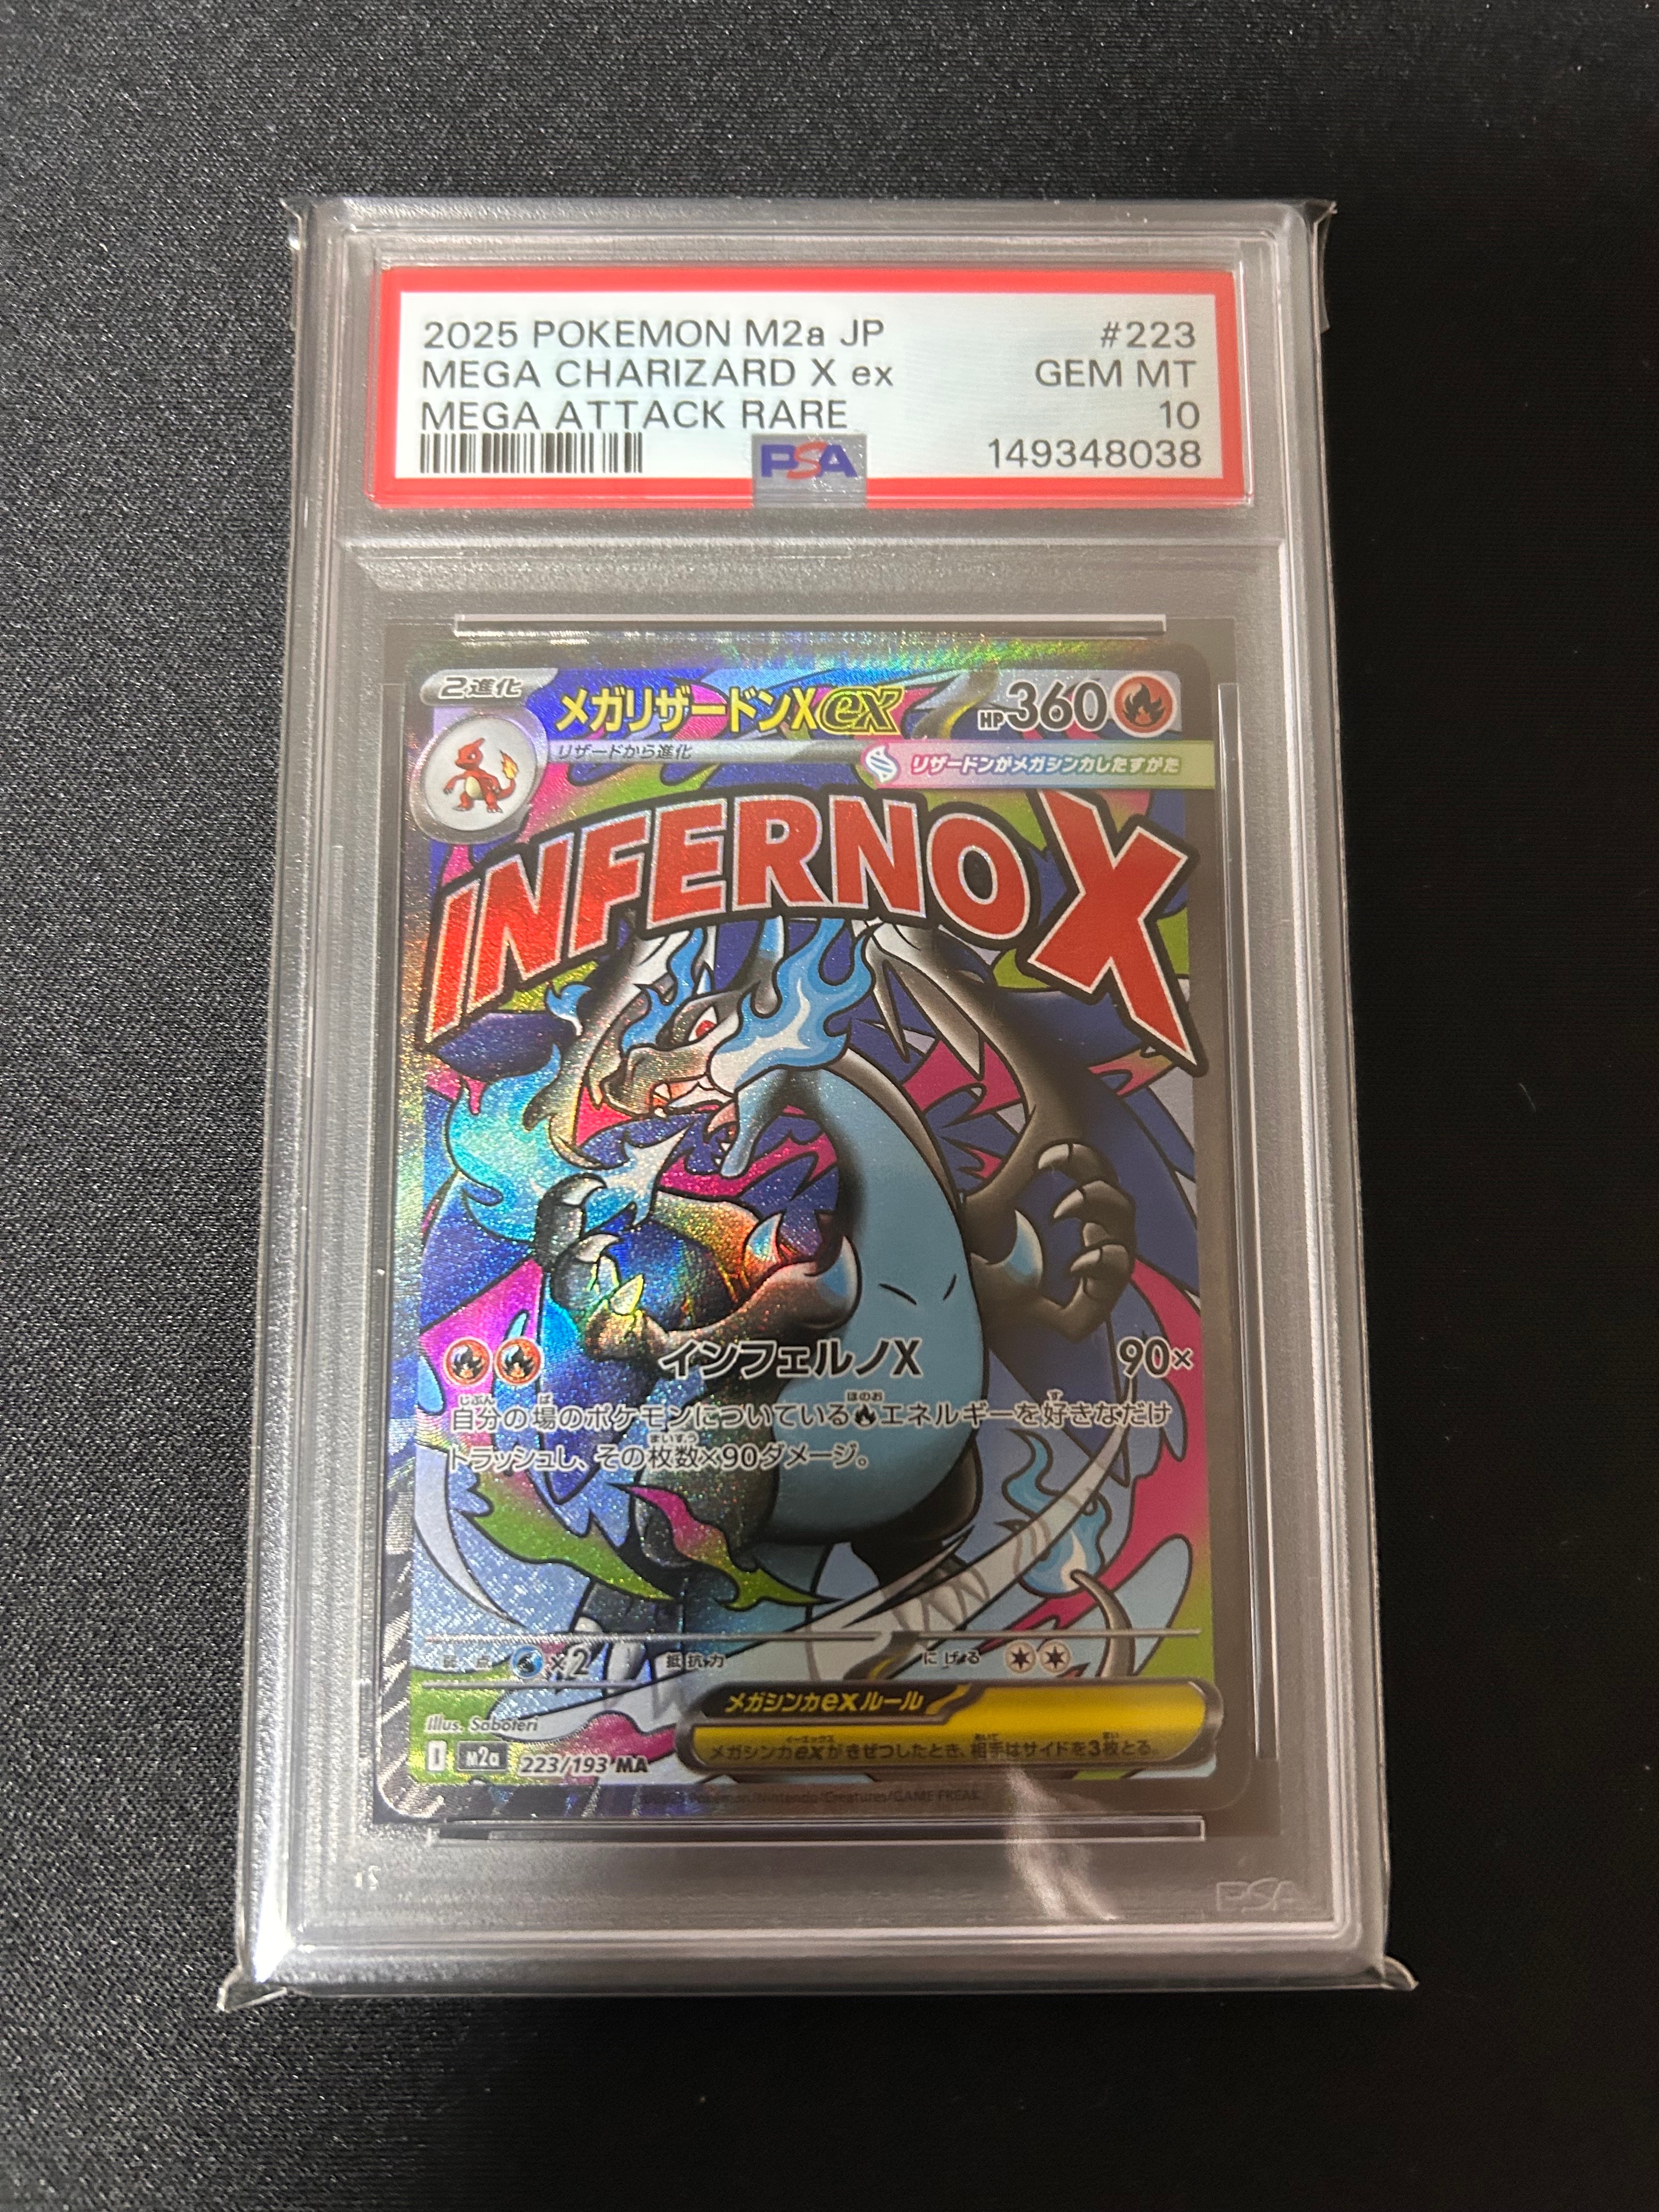 2025 POKEMON M2a JP #223
MEGA CHARIZARD X ex GEM MT
MEGA ATTACK RARE 10
PSA 149348038
2進化 メガリザードンXex HP360
リザードから進化
リザードンがメガシンカしたすがた
INFERNO X
インフェルノX 90×
自分の場のポケモンについているエネルギーを好きなだけ
トラッシュし、その枚数×90ダメージ。
弱点 ×2 抵抗力 にげる
メガシンカexルール
メガシンカexがきぜつしたとき、相手はサイドを3枚とる。
Illus. Saboteri
I M2a 223/193 MA
©2025 Pokémon/Nintendo/Creatures/GAME FREAK.
PSA